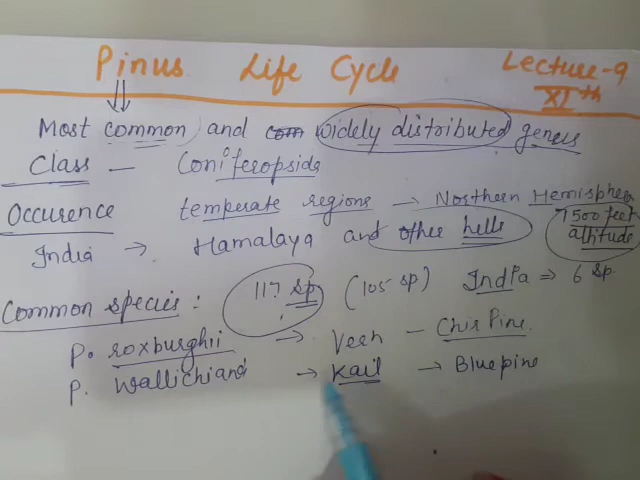 Pinus Life Cycle Lecture-9
XIth
Most common and com widely distributed genus
Class — Coniferopsida
Occurence temperate regions → Northern Hemisphere
India → Hamalaya and other hills 7500 feet altitude
Common species : 117 sp (105 sp) India ⇒ 6 sp.
P. roxburghii → – Chir Pine.
P. Wallichiana → Kail → Bluepine